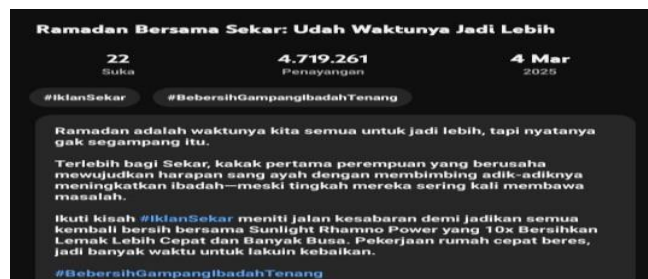 Ramadan Bersama Sekar: Udah Waktunya Jadi Lebih
22 4.719.261 4 Mar
Suka Penayangan 2025
#IklanSekar #BebersihGampangIbadahTenang
Ramadan adalah waktunya kita semua untuk jadi lebih, tapi nyatanya
gak segampang itu.
Terlebih bagi Sekar, kakak pertama perempuan yang berusaha
mewujudkan harapan sang ayah dengan membimbing adik-adiknya
meningkatkan ibadah—meski tingkah mereka sering kali membawa
masalah.
Ikuti kisah #IklanSekar meniti jalan kesabaran demi jadikan semua
kembali bersih bersama Sunlight Rhamno Power yang 10x Bersihkan
Lemak Lebih Cepat dan Banyak Busa. Pekerjaan rumah cepat beres,
jadi banyak waktu untuk lakuin kebaikan.
#BebersihGampangIbadahTenang